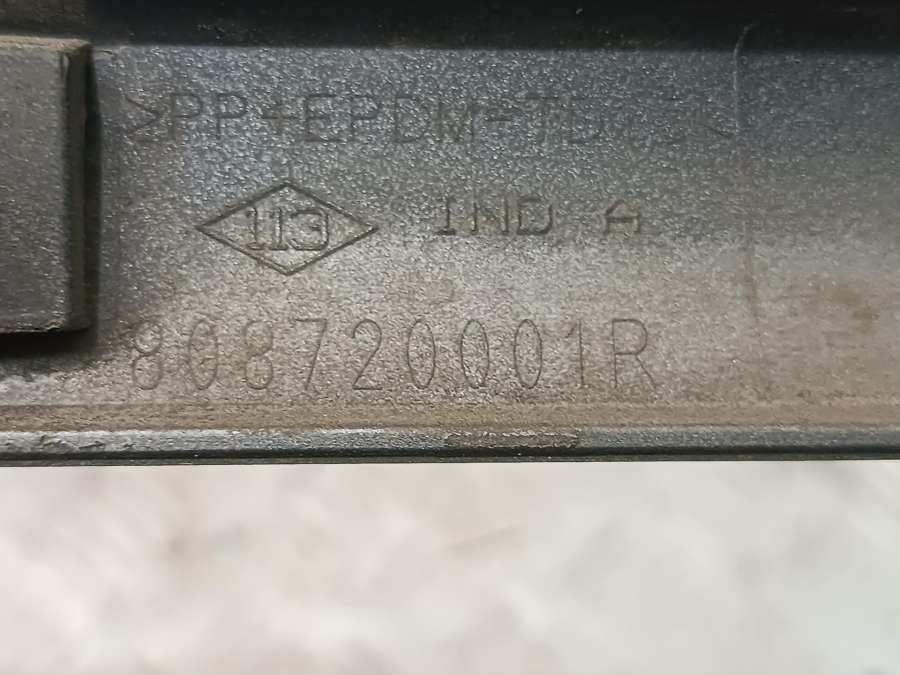 >PP+EPDM-TD
113 IND A
808720001R